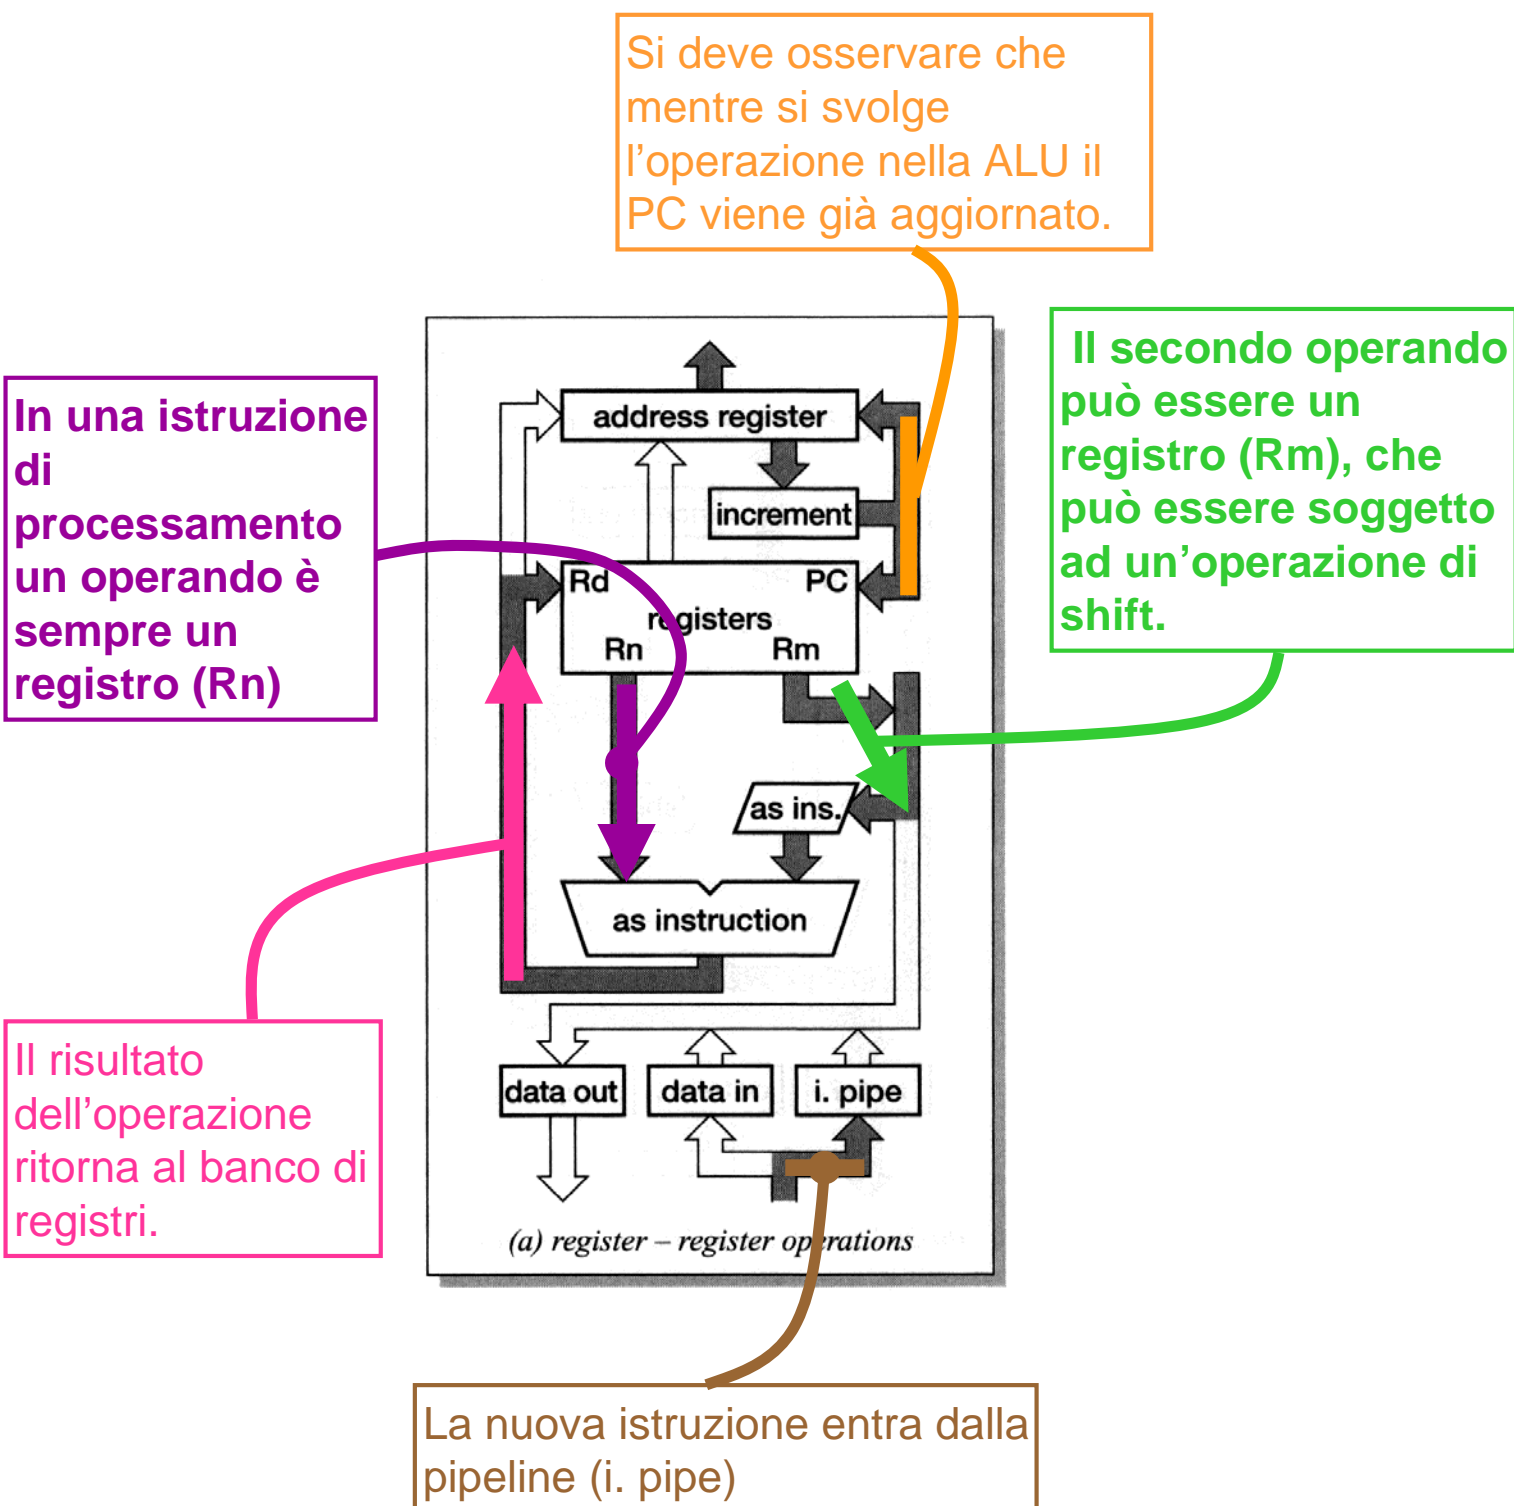 Si deve osservare che
mentre si svolge
l'operazione nella ALU il
PC viene già aggiornato.
In una istruzione
di
processamento
un operando è
sempre un
registro (Rn)
Il secondo operando
può essere un
registro (Rm), che
può essere soggetto
ad un'operazione di
shift.
address register
increment
Rd PC
registers
Rn Rm
as ins.
as instruction
data out data in i. pipe
(a) register – register operations
Il risultato
dell'operazione
ritorna al banco di
registri.
La nuova istruzione entra dalla
pipeline (i. pipe)